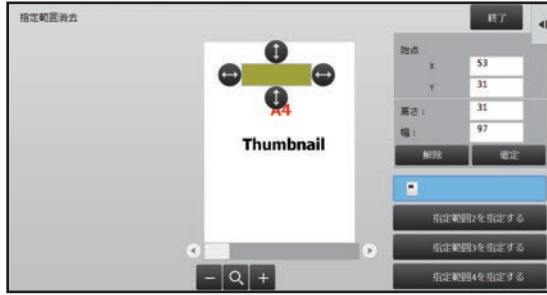 指定範囲消去
終了
始点
X 53
Y 31
高さ: 31
幅: 97
解除 確定
A4
Thumbnail
指定範囲2を指定する
指定範囲3を指定する
指定範囲4を指定する